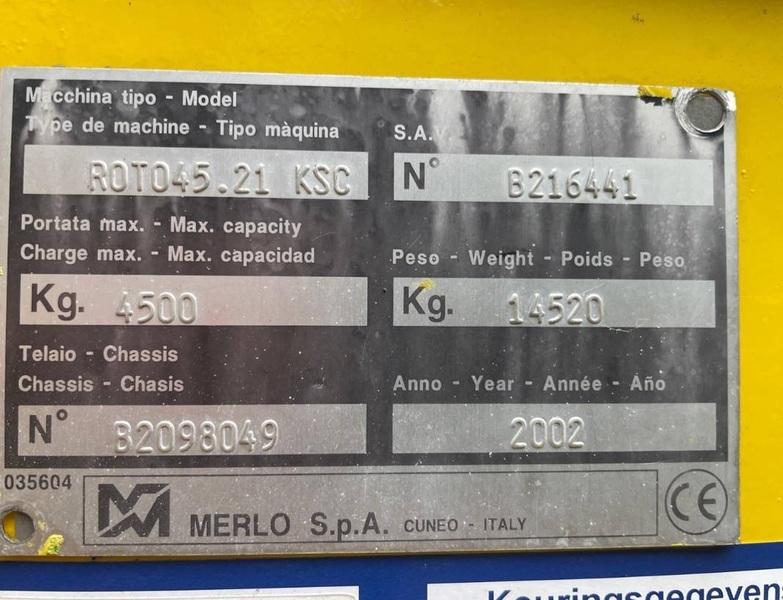 Macchina tipo - Model
Type de machine - Tipo màquina
ROTO45.21 KSC
S.A.V.
N° B216441
Portata max. - Max. capacity
Charge max. - Max. capacidad
Kg. 4500
Peso - Weight - Poids - Peso
Kg. 14520
Telaio - Chassis
Chassis - Chasis
N° B2098049
Anno - Year - Année - Año
2002
035604
MERLO S.p.A. CUNEO - ITALY
CE